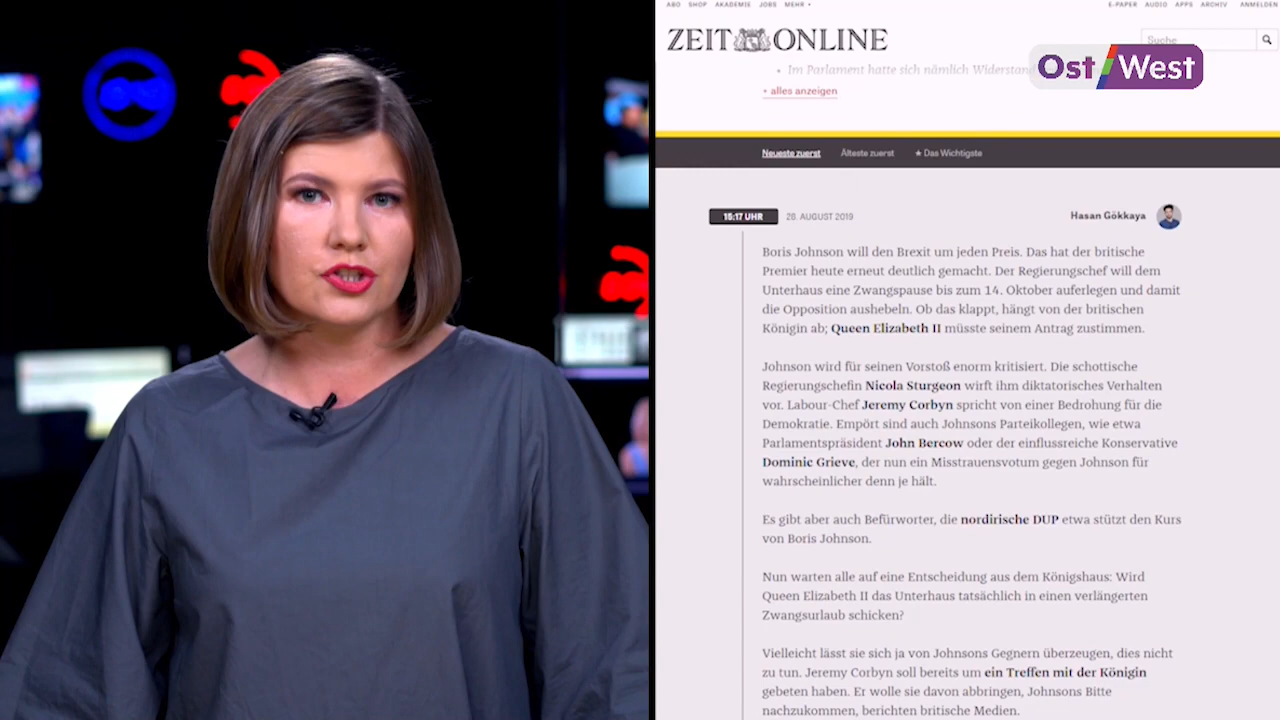 ABO SHOP AKADEMIE JOBS MEHR
E-PAPER AUDIO APPS ARCHIV ANMELDEN
ZEIT ONLINE
Suche
Im Parlament hatte sich nämlich Widerstand
+ alles anzeigen
Ost West
Neueste zuerst Älteste zuerst ★ Das Wichtigste
15:17 UHR 28. AUGUST 2019 Hasan Gökkaya
Boris Johnson will den Brexit um jeden Preis. Das hat der britische
Premier heute erneut deutlich gemacht. Der Regierungschef will dem
Unterhaus eine Zwangspause bis zum 14. Oktober auferlegen und damit
die Opposition aushebeln. Ob das klappt, hängt von der britischen
Königin ab; Queen Elizabeth II müsste seinem Antrag zustimmen.
Johnson wird für seinen Vorstoß enorm kritisiert. Die schottische
Regierungschefin Nicola Sturgeon wirft ihm diktatorisches Verhalten
vor. Labour-Chef Jeremy Corbyn spricht von einer Bedrohung für die
Demokratie. Empört sind auch Johnsons Parteikollegen, wie etwa
Parlamentspräsident John Bercow oder der einflussreiche Konservative
Dominic Grieve, der nun ein Misstrauensvotum gegen Johnson für
wahrscheinlicher denn je hält.
Es gibt aber auch Befürworter, die nordirische DUP etwa stützt den Kurs
von Boris Johnson.
Nun warten alle auf eine Entscheidung aus dem Königshaus: Wird
Queen Elizabeth II das Unterhaus tatsächlich in einen verlängerten
Zwangsurlaub schicken?
Vielleicht lässt sie sich ja von Johnsons Gegnern überzeugen, dies nicht
zu tun. Jeremy Corbyn soll bereits um ein Treffen mit der Königin
gebeten haben. Er wolle sie davon abbringen, Johnsons Bitte
nachzukommen, berichten britische Medien.